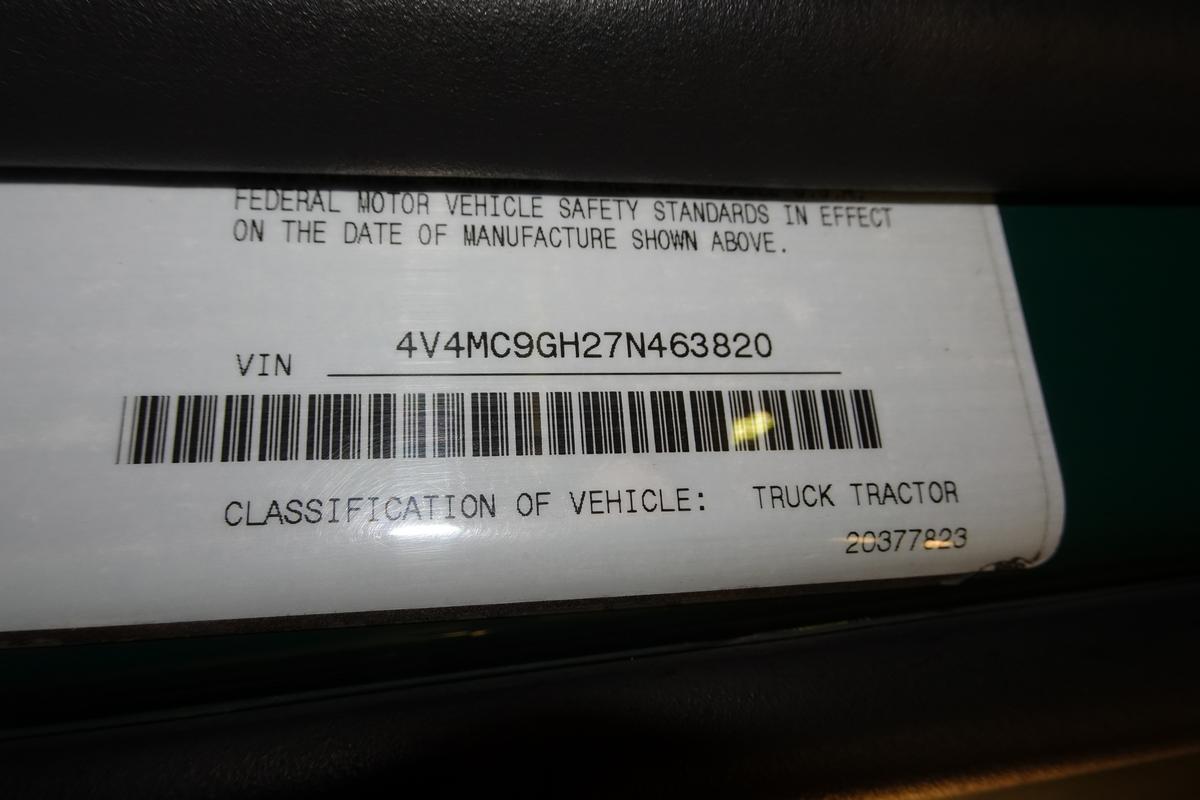 FEDERAL MOTOR VEHICLE SAFETY STANDARDS IN EFFECT
ON THE DATE OF MANUFACTURE SHOWN ABOVE.
VIN 4V4MC9GH27N463820
CLASSIFICATION OF VEHICLE: TRUCK TRACTOR
20377823